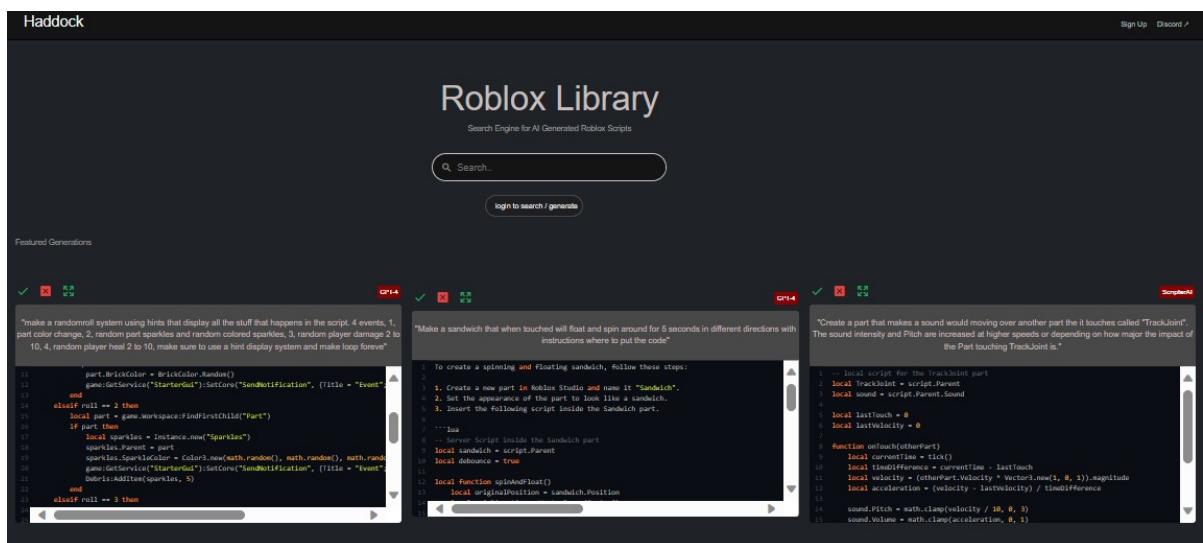 Haddock
Sign Up Discord ↗
Roblox Library
Search Engine for AI Generated Roblox Scripts
Search..
login to search / generate
Featured Generations
GPT-4
"make a randomroll system using hints that display all the stuff that happens in the script. 4 events, 1,
part color change, 2, random part sparkles and random colored sparkles, 3, random player damage 2 to
10, 4, random player heal 2 to 10, make sure to use a hint display system and make loop foreve"
11 part.BrickColor = BrickColor.Random()
12 game:GetService("StarterGui"):SetCore("SendNotification", {Title = "Event";
13 end
14 elseif roll == 2 then
15 local part = game.Workspace:FindFirstChild("Part")
16 if part then
17 local sparkles = Instance.new("Sparkles")
18 sparkles.Parent = part
19 sparkles.SparkleColor = Color3.new(math.random(), math.random(), math.rando
20 game:GetService("StarterGui"):SetCore("SendNotification", {Title = "Event";
21 Debris:AddItem(sparkles, 5)
22 end
23 elseif roll == 3 then
GPT-4
"Make a sandwich that when touched will float and spin around for 5 seconds in different directions with
instructions where to put the code"
1 To create a spinning and floating sandwich, follow these steps:
2
3 1. Create a new part in Roblox Studio and name it "Sandwich".
4 2. Set the appearance of the part to look like a sandwich.
5 3. Insert the following script inside the Sandwich part.
6
7 ```lua
8 -- Server Script inside the Sandwich part
9 local sandwich = script.Parent
10 local debounce = true
11
12 local function spinAndFloat()
13 local originalPosition = sandwich.Position
ScripterAI
"Create a part that makes a sound would moving over another part the it touches called "TrackJoint".
The sound intensity and Pitch are increased at higher speeds or depending on how major the impact of
the Part touching TrackJoint is."
1 -- local script for the TrackJoint part
2 local TrackJoint = script.Parent
3 local sound = script.Parent.Sound
4
5 local lastTouch = 0
6 local lastVelocity = 0
7
8 function onTouch(otherPart)
9 local currentTime = tick()
10 local timeDifference = currentTime - lastTouch
11 local velocity = (otherPart.Velocity * Vector3.new(1, 0, 1)).magnitude
12 local acceleration = (velocity - lastVelocity) / timeDifference
13
14 sound.Pitch = math.clamp(velocity / 10, 0, 3)
15 sound.Volume = math.clamp(acceleration, 0, 1)